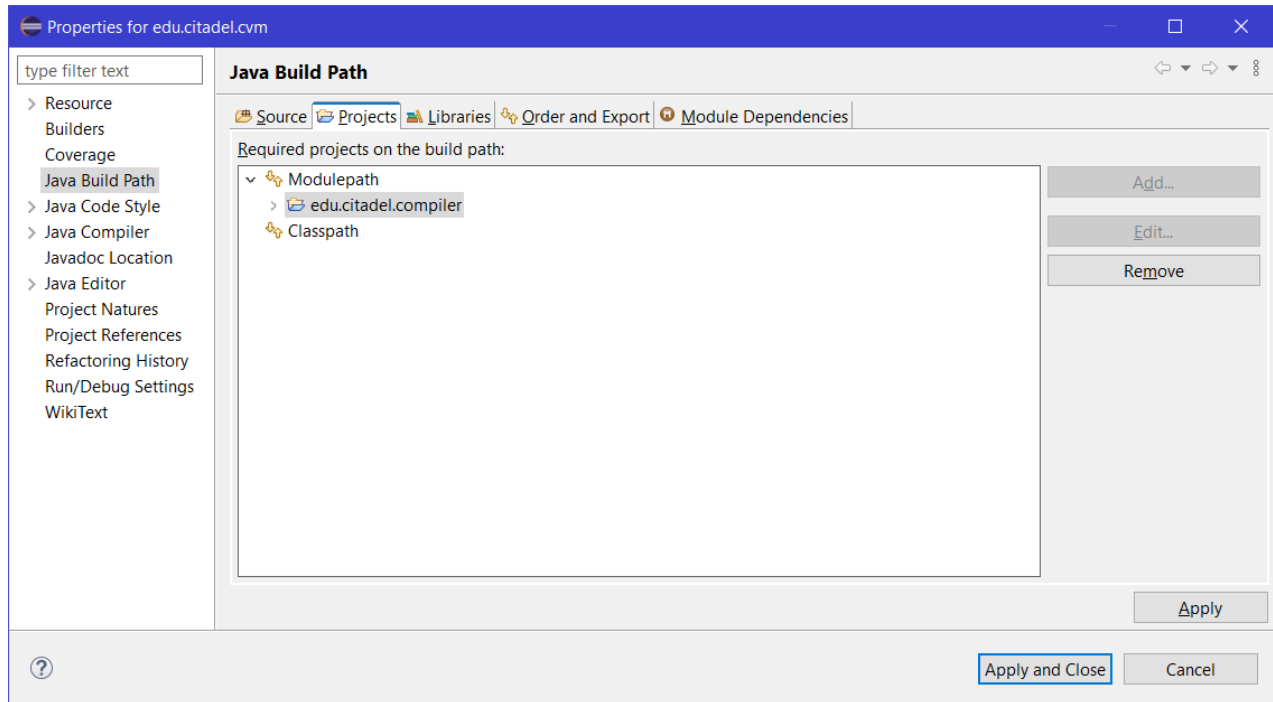 Properties for edu.citadel.cvm
type filter text
Resource
Builders
Coverage
Java Build Path
Java Code Style
Java Compiler
Javadoc Location
Java Editor
Project Natures
Project References
Refactoring History
Run/Debug Settings
WikiText
Java Build Path
Source Projects Libraries Order and Export Module Dependencies
Required projects on the build path:
Modulepath
edu.citadel.compiler
Classpath
Add...
Edit...
Remove
Apply
?
Apply and Close Cancel